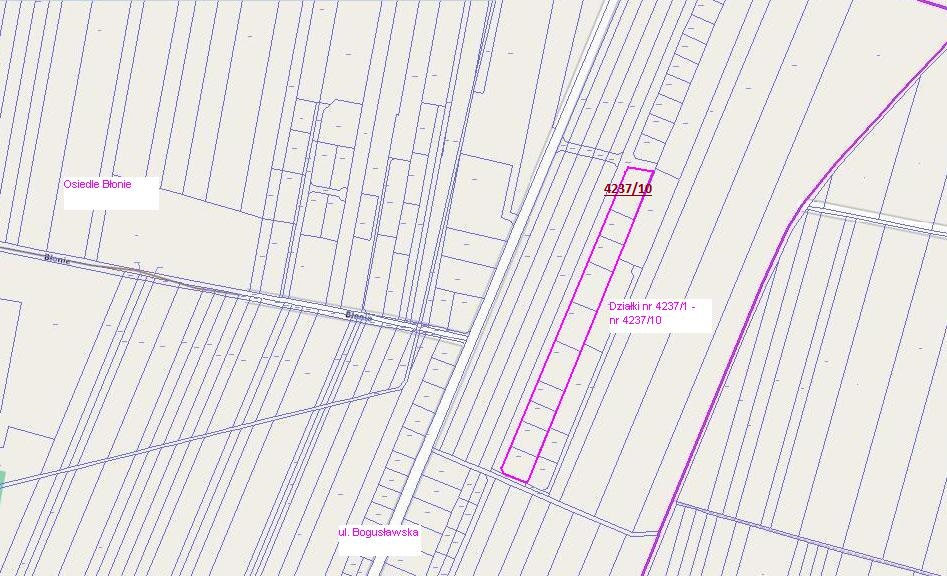 Osiedle Błonie
4237/10
Błonie
Działki nr 4237/1 -
nr 4237/10
Błonie
ul. Bogusławska